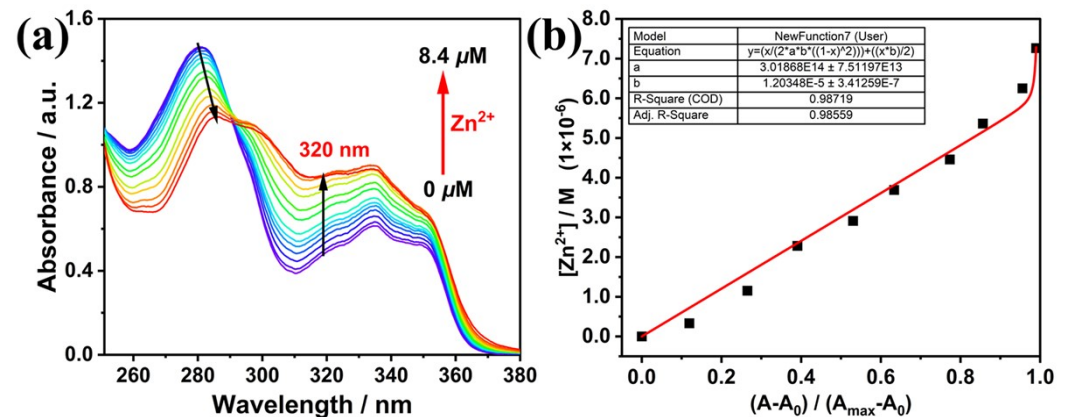 (a)
Absorbance / a.u.
1.6
1.2
0.8
0.4
0.0
8.4 μM
Zn²⁺
0 μM
320 nm
260 280 300 320 340 360 380
Wavelength / nm
(b)
[Zn²⁺] / M (1×10⁻⁶)
8.0
7.0
6.0
5.0
4.0
3.0
2.0
1.0
0.0
Model NewFunction7 (User)
Equation y=(x/(2*a*b*((1-x)^2)))+((x*b)/2)
a 3.01868E14 ± 7.51197E13
b 1.20348E-5 ± 3.41259E-7
R-Square (COD) 0.98719
Adj. R-Square 0.98559
0.0 0.2 0.4 0.6 0.8 1.0
(A-A₀) / (Aₘₐₓ-A₀)